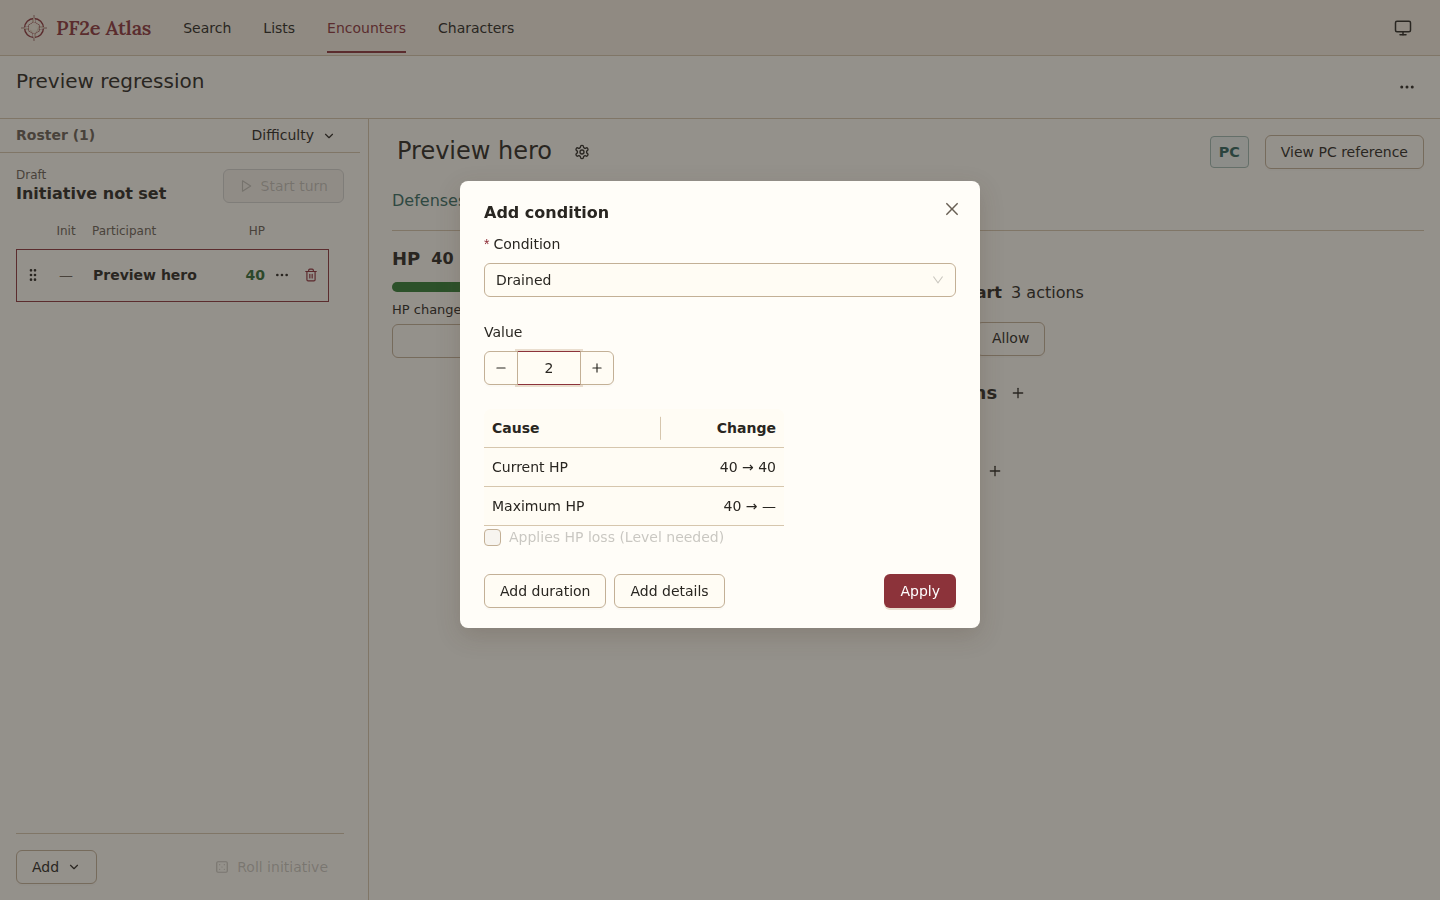 PF2e Atlas
Search
Lists
Encounters
Characters
Preview regression
Roster (1)
Difficulty
Draft
Initiative not set
Start turn
Init
Participant
HP
—
Preview hero
40
Preview hero
PC
View PC reference
Defenses
HP 40
HP change
3 actions
Allow
Add condition
* Condition
Drained
Value
2
Cause
Change
Current HP
40 → 40
Maximum HP
40 → —
Applies HP loss (Level needed)
Add duration
Add details
Apply
Add
Roll initiative